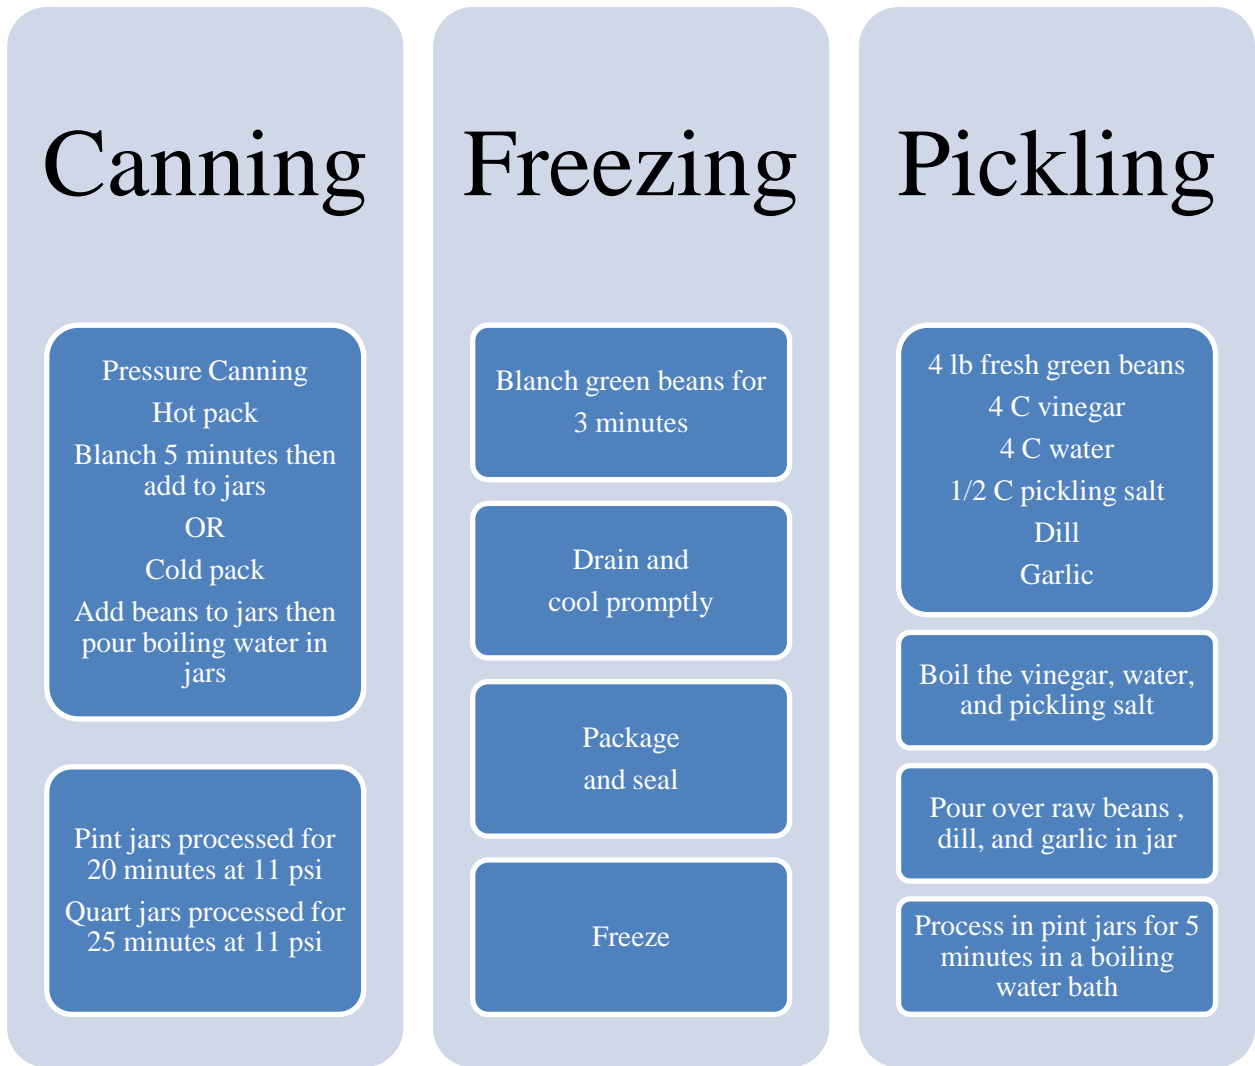 Canning
Pressure Canning
Hot pack
Blanch 5 minutes then
add to jars
OR
Cold pack
Add beans to jars then
pour boiling water in
jars
Pint jars processed for
20 minutes at 11 psi
Quart jars processed for
25 minutes at 11 psi
Freezing
Blanch green beans for
3 minutes
Drain and
cool promptly
Package
and seal
Freeze
Pickling
4 lb fresh green beans
4 C vinegar
4 C water
1/2 C pickling salt
Dill
Garlic
Boil the vinegar, water,
and pickling salt
Pour over raw beans ,
dill, and garlic in jar
Process in pint jars for 5
minutes in a boiling
water bath